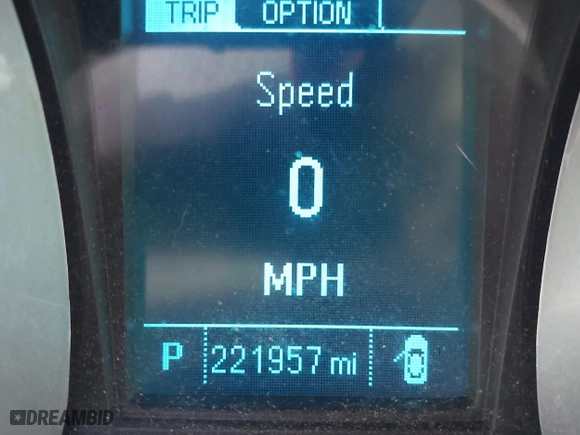 TRIP OPTION
Speed
0
MPH
P 221957 mi
DREAMBID